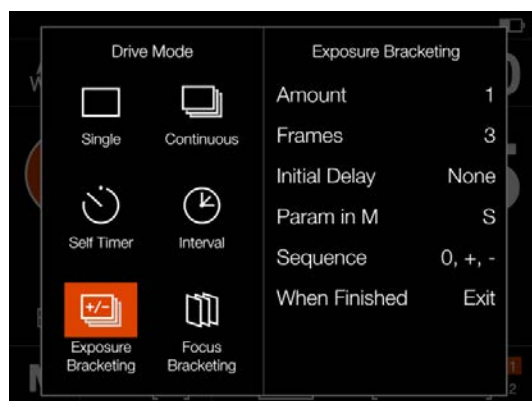 Drive Mode
Single
Continuous
Self Timer
Interval
+/-
Exposure
Bracketing
Focus
Bracketing
Exposure Bracketing
Amount 1
Frames 3
Initial Delay None
Param in M S
Sequence 0, +, -
When Finished Exit